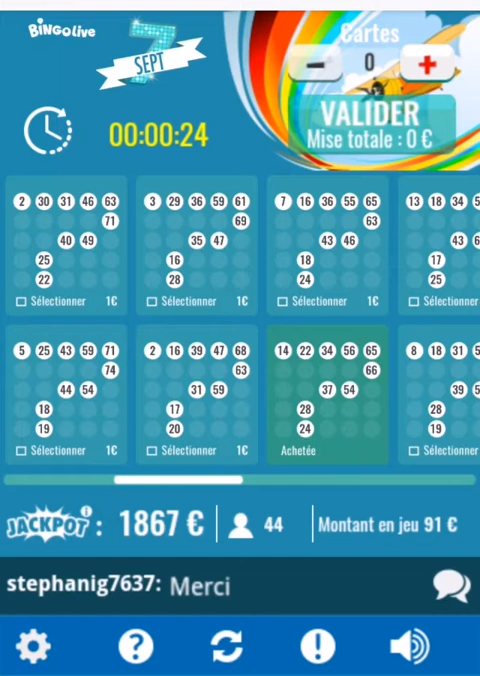 BiNGOLIVE
7
SEPT
Cartes
- 0 +
VALIDER
Mise totale : 0 €
00:00:24
2 30 31 46 63
71
40 49
25
22
Sélectionner 1€
3 29 36 59 61
69
35 47
16
28
Sélectionner 1€
7 16 36 55 65
63
43 46
18
24
Sélectionner 1€
13 18 34
43
17
25
Sélectionner
5 25 43 59 71
74
44 54
18
19
Sélectionner 1€
2 16 39 47 68
63
31 59
17
20
Sélectionner 1€
14 22 34 56 65
66
37 54
28
24
Achetée
8 18 31
39
28
19
Sélectionner
JACKPOT i : 1867 € 44 Montant en jeu 91 €
stephanig7637: Merci
? !